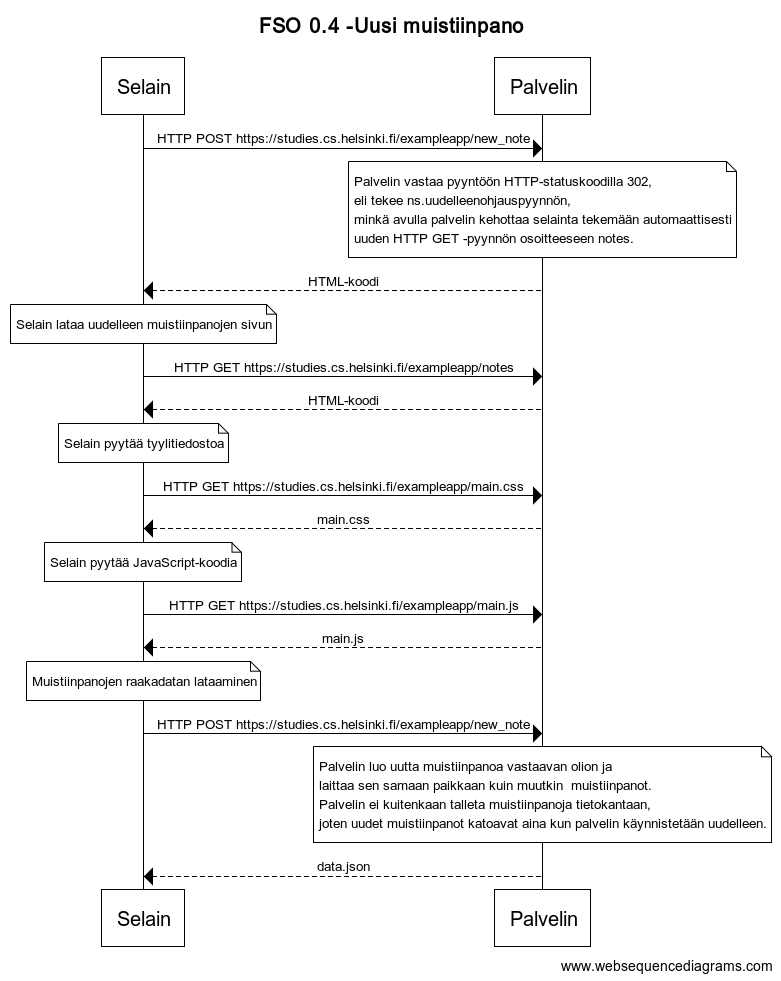 FSO 0.4 -Uusi muistiinpano
Selain
Palvelin
HTTP POST https://studies.cs.helsinki.fi/exampleapp/new_note
Palvelin vastaa pyyntöön HTTP-statuskoodilla 302,
eli tekee ns.uudelleenohjauspyynnön,
minkä avulla palvelin kehottaa selainta tekemään automaattisesti
uuden HTTP GET -pyynnön osoitteeseen notes.
HTML-koodi
Selain lataa uudelleen muistiinpanojen sivun
HTTP GET https://studies.cs.helsinki.fi/exampleapp/notes
HTML-koodi
Selain pyytää tyylitiedostoa
HTTP GET https://studies.cs.helsinki.fi/exampleapp/main.css
main.css
Selain pyytää JavaScript-koodia
HTTP GET https://studies.cs.helsinki.fi/exampleapp/main.js
main.js
Muistiinpanojen raakadatan lataaminen
HTTP POST https://studies.cs.helsinki.fi/exampleapp/new_note
Palvelin luo uutta muistiinpanoa vastaavan olion ja
laittaa sen samaan paikkaan kuin muutkin  muistiinpanot.
Palvelin ei kuitenkaan talleta muistiinpanoja tietokantaan,
joten uudet muistiinpanot katoavat aina kun palvelin käynnistetään uudelleen.
data.json
Selain
Palvelin
www.websequencediagrams.com